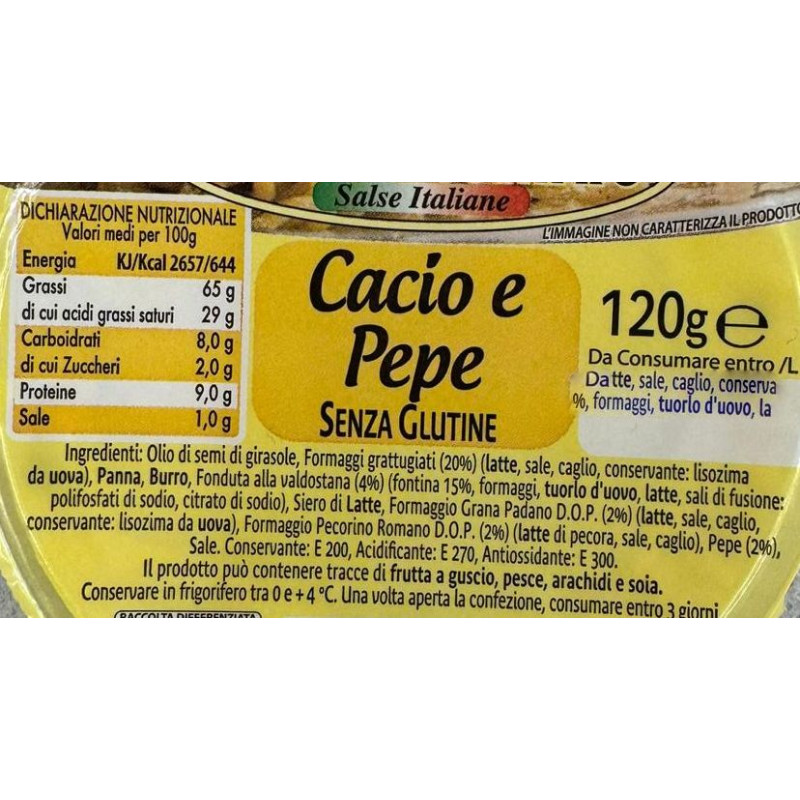 Salse Italiane
L'IMMAGINE NON CARATTERIZZA IL PRODOTTO
DICHIARAZIONE NUTRIZIONALE
Valori medi per 100g
Energia KJ/Kcal 2657/644
Grassi 65 g
di cui acidi grassi saturi 29 g
Carboidrati 8,0 g
di cui Zuccheri 2,0 g
Proteine 9,0 g
Sale 1,0 g
Cacio e
Pepe
SENZA GLUTINE
120g e
Da Consumare entro /L
Da tte, sale, caglio, conserva
%, formaggi, tuorlo d'uovo, la
Ingredienti: Olio di semi di girasole, Formaggi grattugiati (20%) (latte, sale, caglio, conservante: lisozima
da uova), Panna, Burro, Fonduta alla valdostana (4%) (fontina 15%, formaggi, tuorlo d'uovo, latte, sali di fusione:
polifosfati di sodio, citrato di sodio), Siero di Latte, Formaggio Grana Padano D.O.P. (2%) (latte, sale, caglio,
conservante: lisozima da uova), Formaggio Pecorino Romano D.O.P. (2%) (latte di pecora, sale, caglio), Pepe (2%),
Sale. Conservante: E 200, Acidificante: E 270, Antiossidante: E 300.
Il prodotto può contenere tracce di frutta a guscio, pesce, arachidi e soia.
Conservare in frigorifero tra 0 e +4 °C. Una volta aperta la confezione, consumare entro 3 giorni
RACCOLTA DIFFERENZIATA